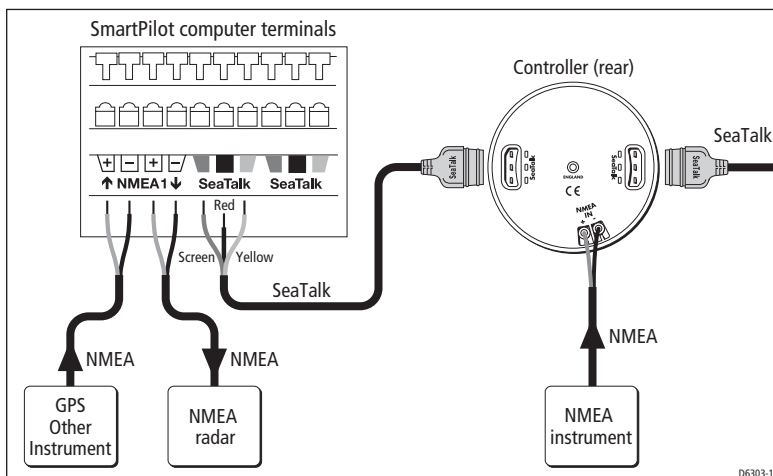 SmartPilot computer terminals
Controller (rear)
SeaTalk
SeaTalk
SeaTalk
SeaTalk
SeaTalk
ENGLAND
CE
NMEA
IN
+ -
+ - + -
↑ NMEA1 ↓ SeaTalk SeaTalk
Red
Screen Yellow
SeaTalk
NMEA
NMEA
NMEA
GPS
Other
Instrument
NMEA
radar
NMEA
instrument
D6303-1